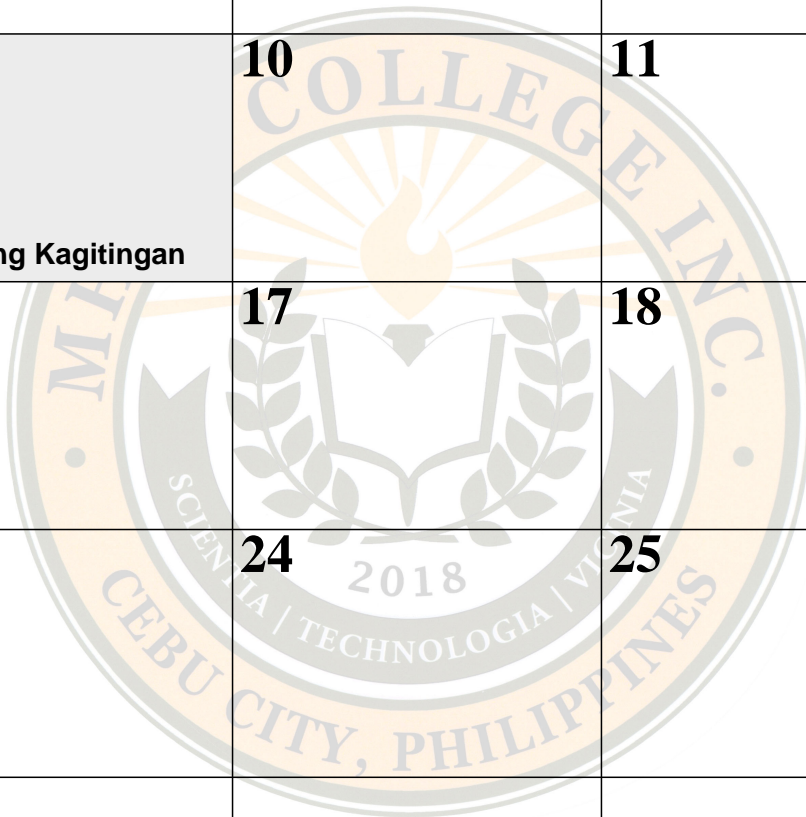 10
11
COLLEGE INC.
ng Kagitingan
17
18
SCIENTIA | TECHNOLOGIA |
24
25
2018
CEBU CITY, PHILIPPINES